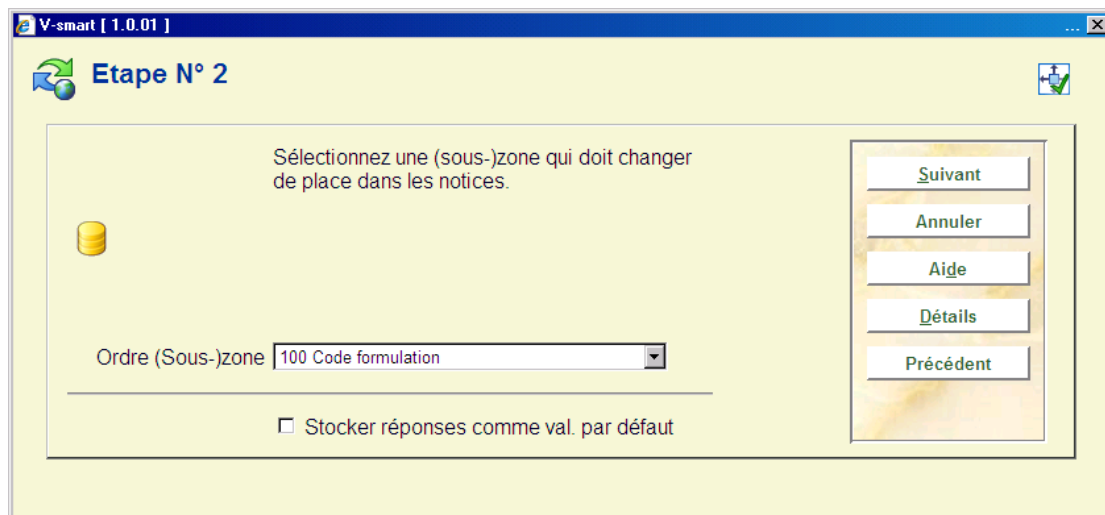 V-smart [ 1.0.01 ]
...
Etape N° 2
Sélectionnez une (sous-)zone qui doit changer
de place dans les notices.
Ordre (Sous-)zone
100 Code formulation
Stocker réponses comme val. par défaut
Suivant
Annuler
Aide
Détails
Précédent